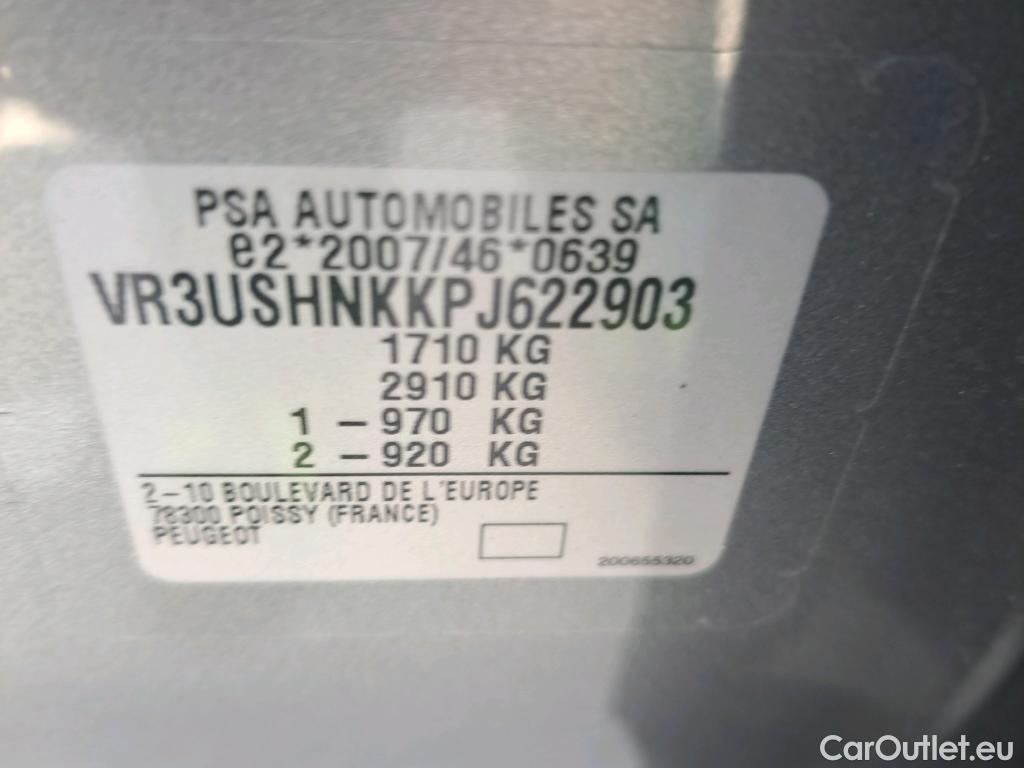 PSA AUTOMOBILES SA
e2*2007/46*0639
VR3USHNKKPJ622903
1710 KG
2910 KG
1 – 970 KG
2 – 920 KG
2–10 BOULEVARD DE L'EUROPE
78300 POISSY (FRANCE)
PEUGEOT
200655320
CarOutlet.eu